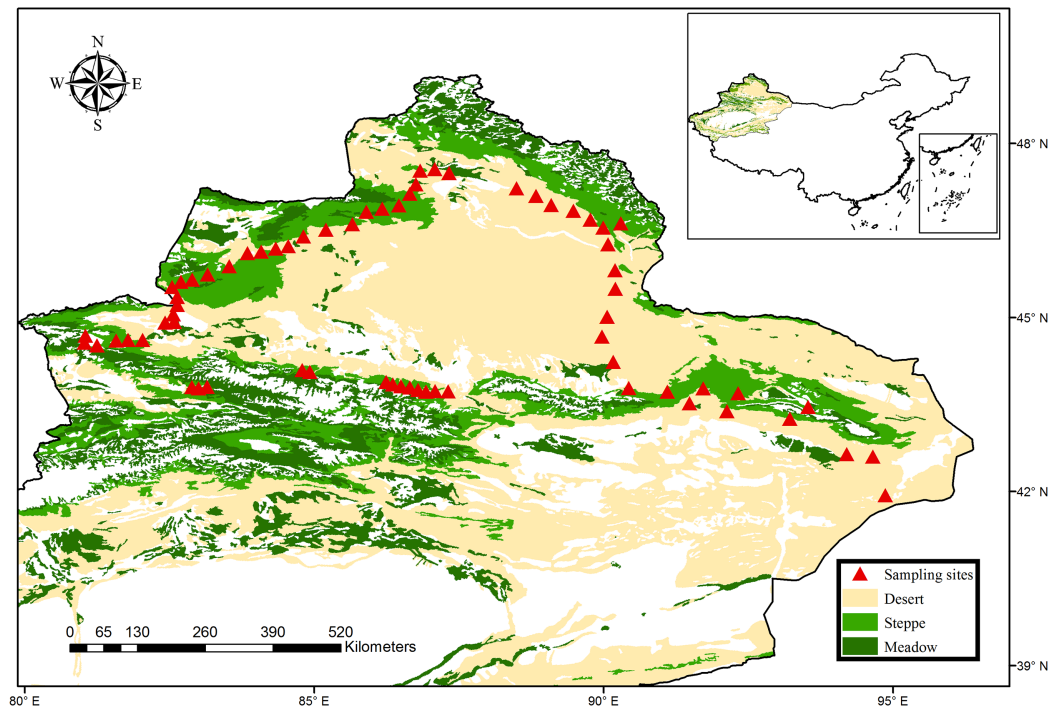 N
W E
S
48° N
45° N
42° N
39° N
Sampling sites
Desert
Steppe
Meadow
0 65 130 260 390 520
Kilometers
80° E 85° E 90° E 95° E